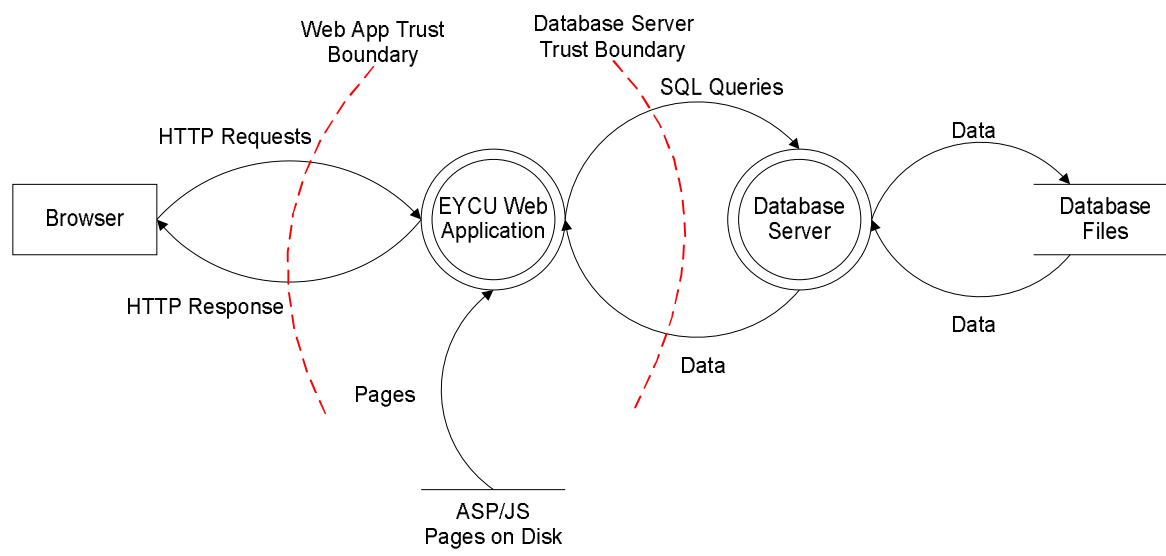 Web App Trust
Boundary
Database Server
Trust Boundary
SQL Queries
HTTP Requests
Data
Browser
EYCU Web
Application
Database
Server
Database
Files
HTTP Response
Data
Data
Pages
ASP/JS
Pages on Disk